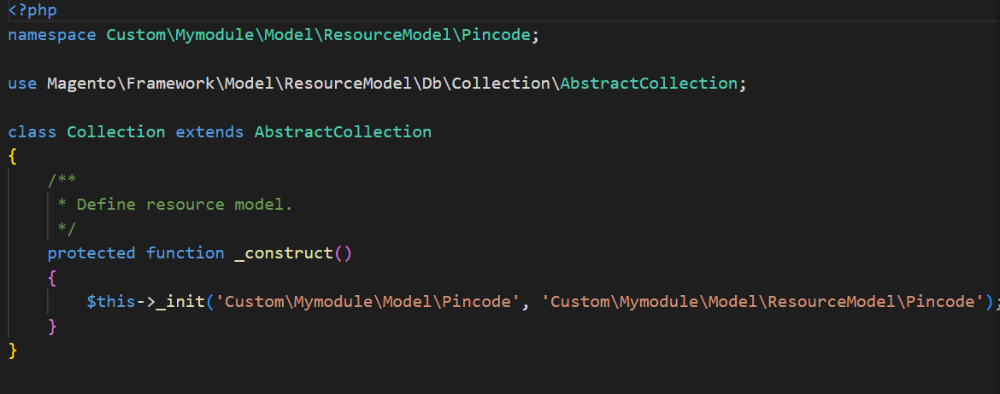 <?php
namespace Custom\Mymodule\Model\ResourceModel\Pincode;
use Magento\Framework\Model\ResourceModel\Db\Collection\AbstractCollection;
class Collection extends AbstractCollection
{
/**
* Define resource model.
*/
protected function _construct()
{
$this->_init('Custom\Mymodule\Model\Pincode', 'Custom\Mymodule\Model\ResourceModel\Pincode');
}
}